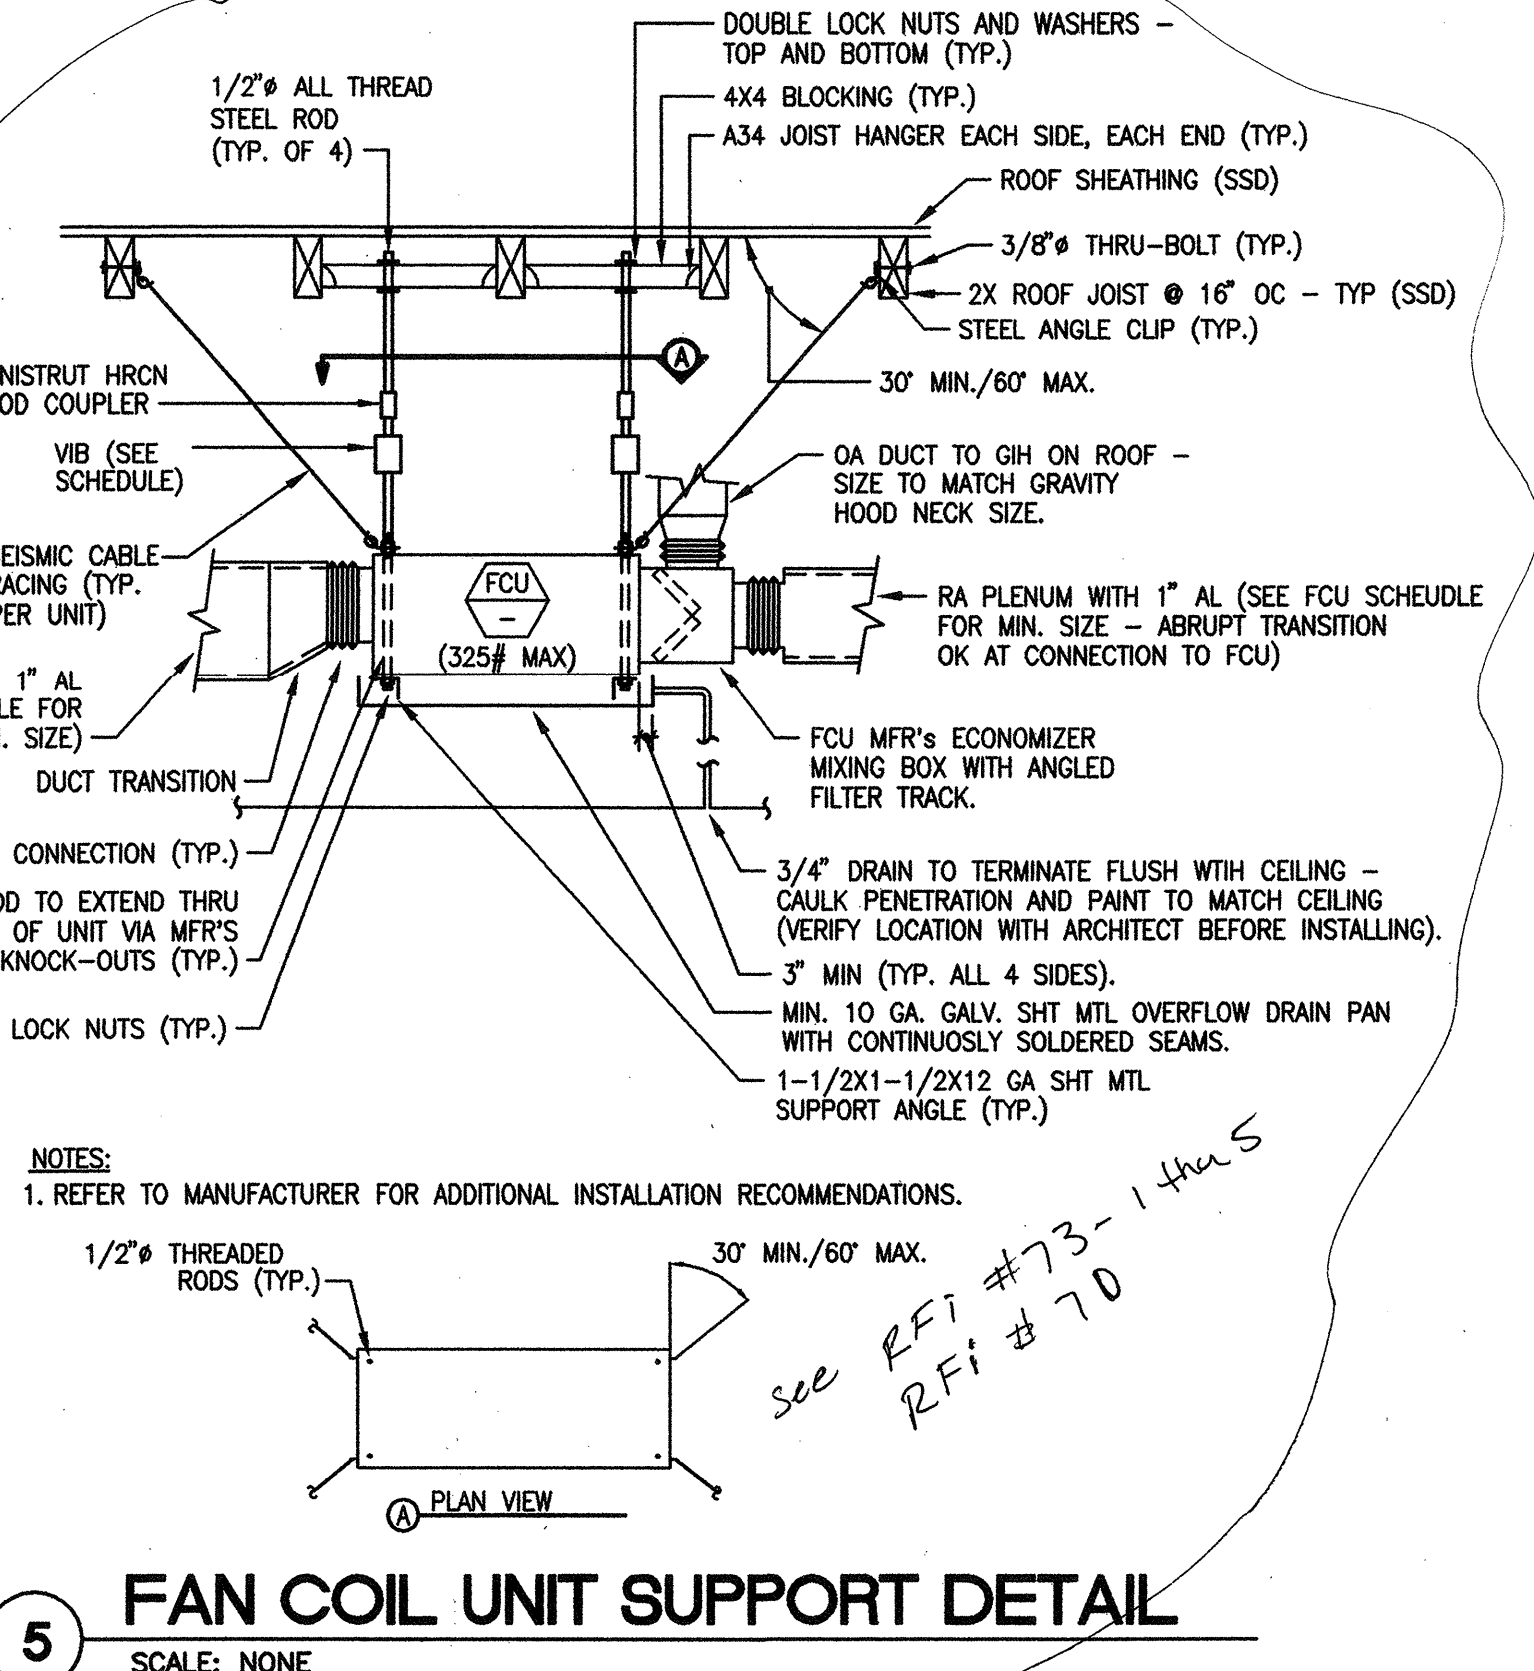 DOUBLE LOCK NUTS AND WASHERS -
TOP AND BOTTOM (TYP.)
1/2"ø ALL THREAD
STEEL ROD
(TYP. OF 4)
4X4 BLOCKING (TYP.)
A34 JOIST HANGER EACH SIDE, EACH END (TYP.)
ROOF SHEATHING (SSD)
3/8"ø THRU-BOLT (TYP.)
2X ROOF JOIST @ 16" OC - TYP (SSD)
STEEL ANGLE CLIP (TYP.)
A
30° MIN./60° MAX.
NISTRUT HRCN
OD COUPLER
VIB (SEE
SCHEDULE)
OA DUCT TO GIH ON ROOF -
SIZE TO MATCH GRAVITY
HOOD NECK SIZE.
EISMIC CABLE
RACING (TYP.
PER UNIT)
FCU
-
(325# MAX)
RA PLENUM WITH 1" AL (SEE FCU SCHEUDLE
FOR MIN. SIZE - ABRUPT TRANSITION
OK AT CONNECTION TO FCU)
1" AL
LE FOR
. SIZE)
DUCT TRANSITION
FCU MFR's ECONOMIZER
MIXING BOX WITH ANGLED
FILTER TRACK.
CONNECTION (TYP.)
OD TO EXTEND THRU
OF UNIT VIA MFR'S
KNOCK-OUTS (TYP.)
LOCK NUTS (TYP.)
3/4" DRAIN TO TERMINATE FLUSH WTIH CEILING -
CAULK PENETRATION AND PAINT TO MATCH CEILING
(VERIFY LOCATION WITH ARCHITECT BEFORE INSTALLING).
3" MIN (TYP. ALL 4 SIDES).
MIN. 10 GA. GALV. SHT MTL OVERFLOW DRAIN PAN
WITH CONTINUOSLY SOLDERED SEAMS.
1-1/2X1-1/2X12 GA SHT MTL
SUPPORT ANGLE (TYP.)
NOTES:
1. REFER TO MANUFACTURER FOR ADDITIONAL INSTALLATION RECOMMENDATIONS.
1/2"ø THREADED
RODS (TYP.)
30° MIN./60° MAX.
see RFi #73-1 thru 5
RFi #70
A PLAN VIEW
5 FAN COIL UNIT SUPPORT DETAIL
SCALE: NONE